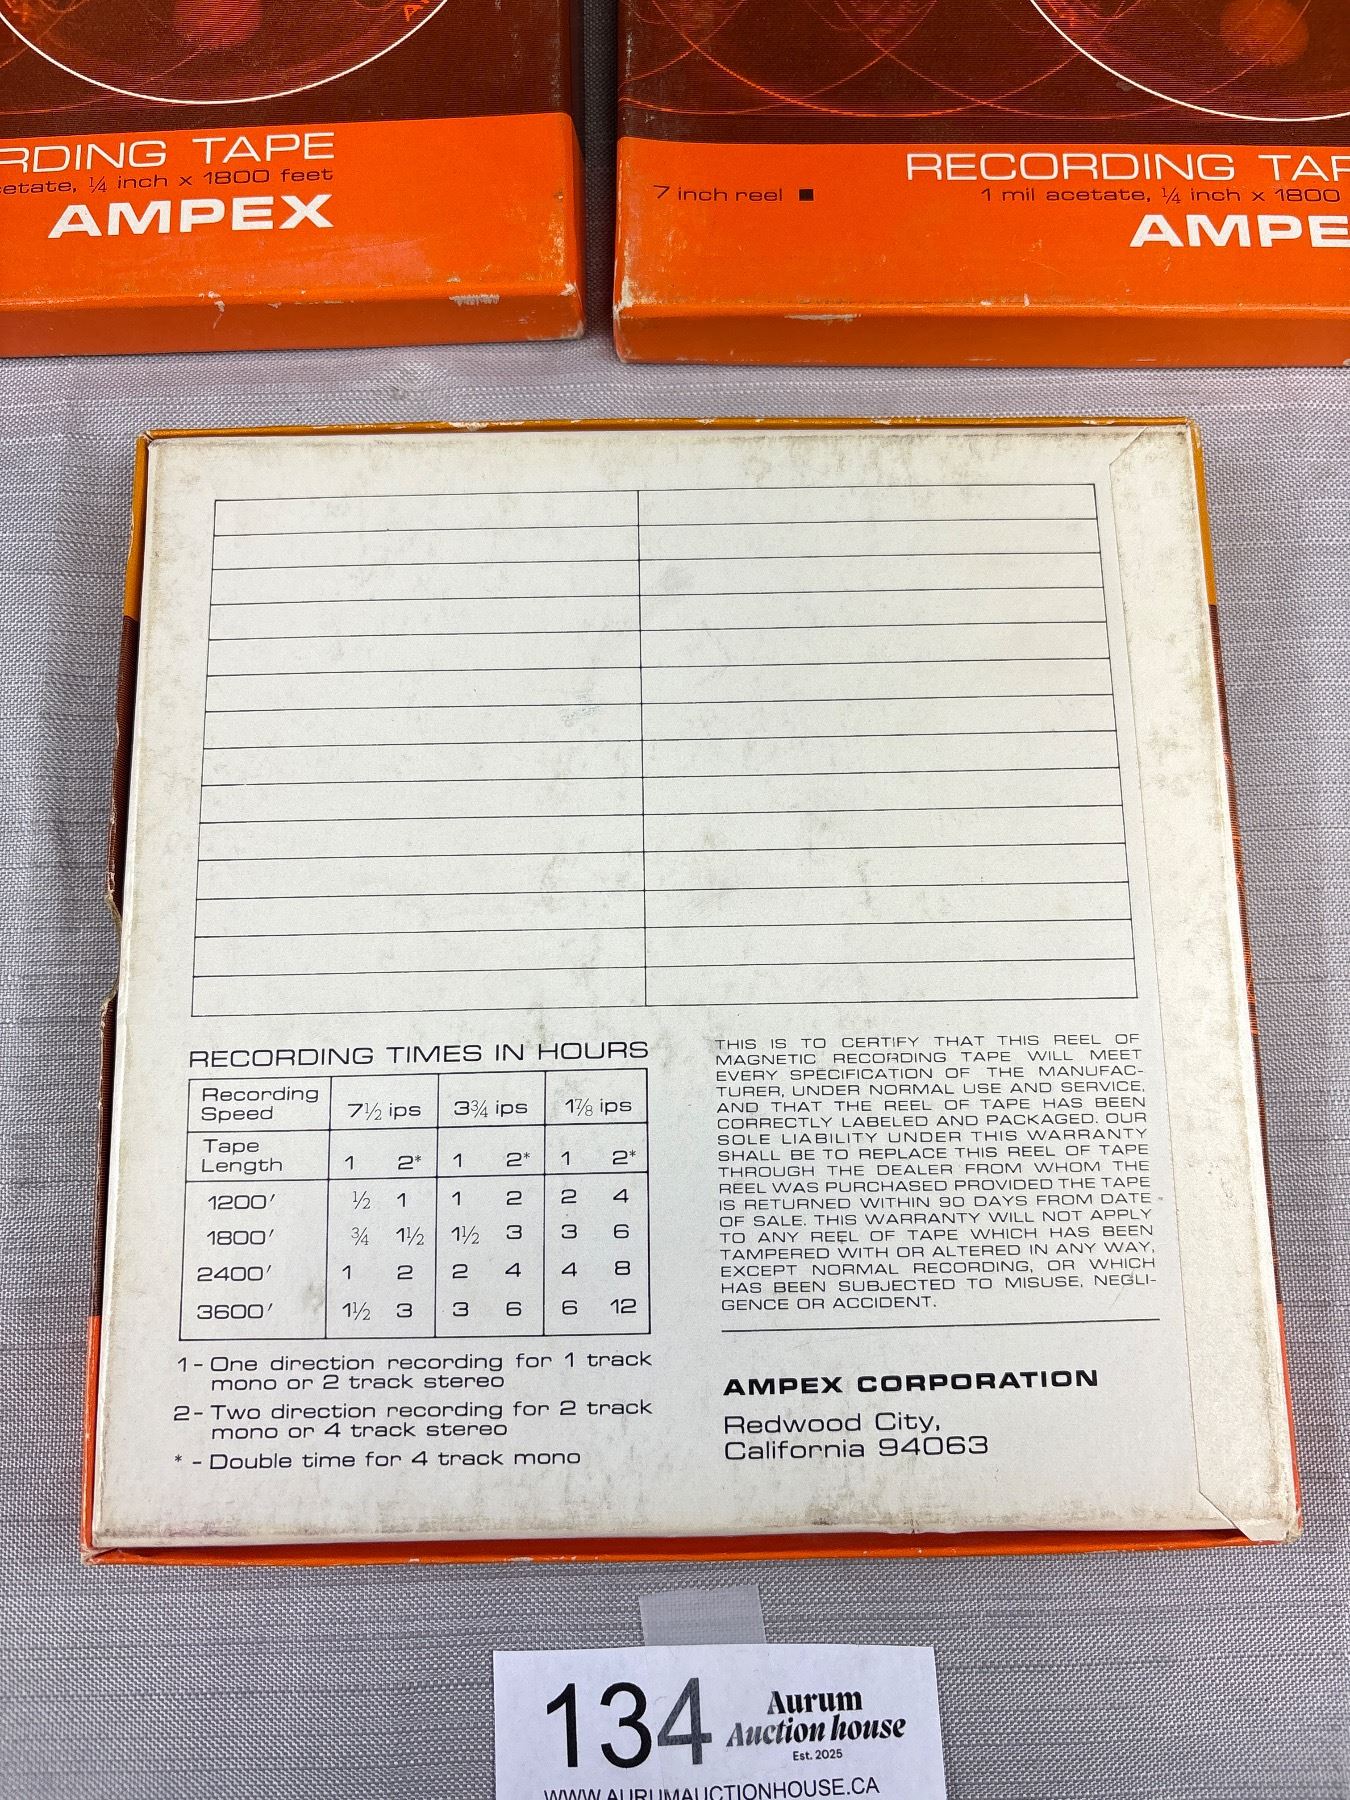 RDING TAPE
etate, ¼ inch x 1800 feet
AMPEX
RECORDING TAP
7 inch reel ■ 1 mil acetate, ¼ inch x 1800
AMPE
RECORDING TIMES IN HOURS
Recording Speed 7½ ips 3¾ ips 1⅞ ips
Tape Length 1 2* 1 2* 1 2*
1200' ½ 1 1 2 2 4
1800' ¾ 1½ 1½ 3 3 6
2400' 1 2 2 4 4 8
3600' 1½ 3 3 6 6 12
1 - One direction recording for 1 track
mono or 2 track stereo
2 - Two direction recording for 2 track
mono or 4 track stereo
* - Double time for 4 track mono
THIS IS TO CERTIFY THAT THIS REEL OF
MAGNETIC RECORDING TAPE WILL MEET
EVERY SPECIFICATION OF THE MANUFAC-
TURER, UNDER NORMAL USE AND SERVICE,
AND THAT THE REEL OF TAPE HAS BEEN
CORRECTLY LABELED AND PACKAGED. OUR
SOLE LIABILITY UNDER THIS WARRANTY
SHALL BE TO REPLACE THIS REEL OF TAPE
THROUGH THE DEALER FROM WHOM THE
REEL WAS PURCHASED PROVIDED THE TAPE
IS RETURNED WITHIN 90 DAYS FROM DATE
OF SALE. THIS WARRANTY WILL NOT APPLY
TO ANY REEL OF TAPE WHICH HAS BEEN
TAMPERED WITH OR ALTERED IN ANY WAY,
EXCEPT NORMAL RECORDING, OR WHICH
HAS BEEN SUBJECTED TO MISUSE, NEGLI-
GENCE OR ACCIDENT.
AMPEX CORPORATION
Redwood City,
California 94063
134
Aurum
Auction house
Est. 2025
WWW.AURUMAUCTIONHOUSE.CA